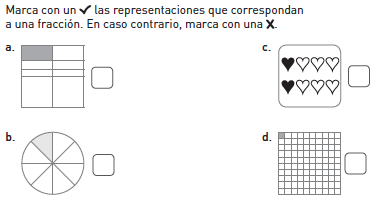 Marca con un ✔ las representaciones que correspondan
a una fracción. En caso contrario, marca con una ✘.
a.
c.
b.
d.